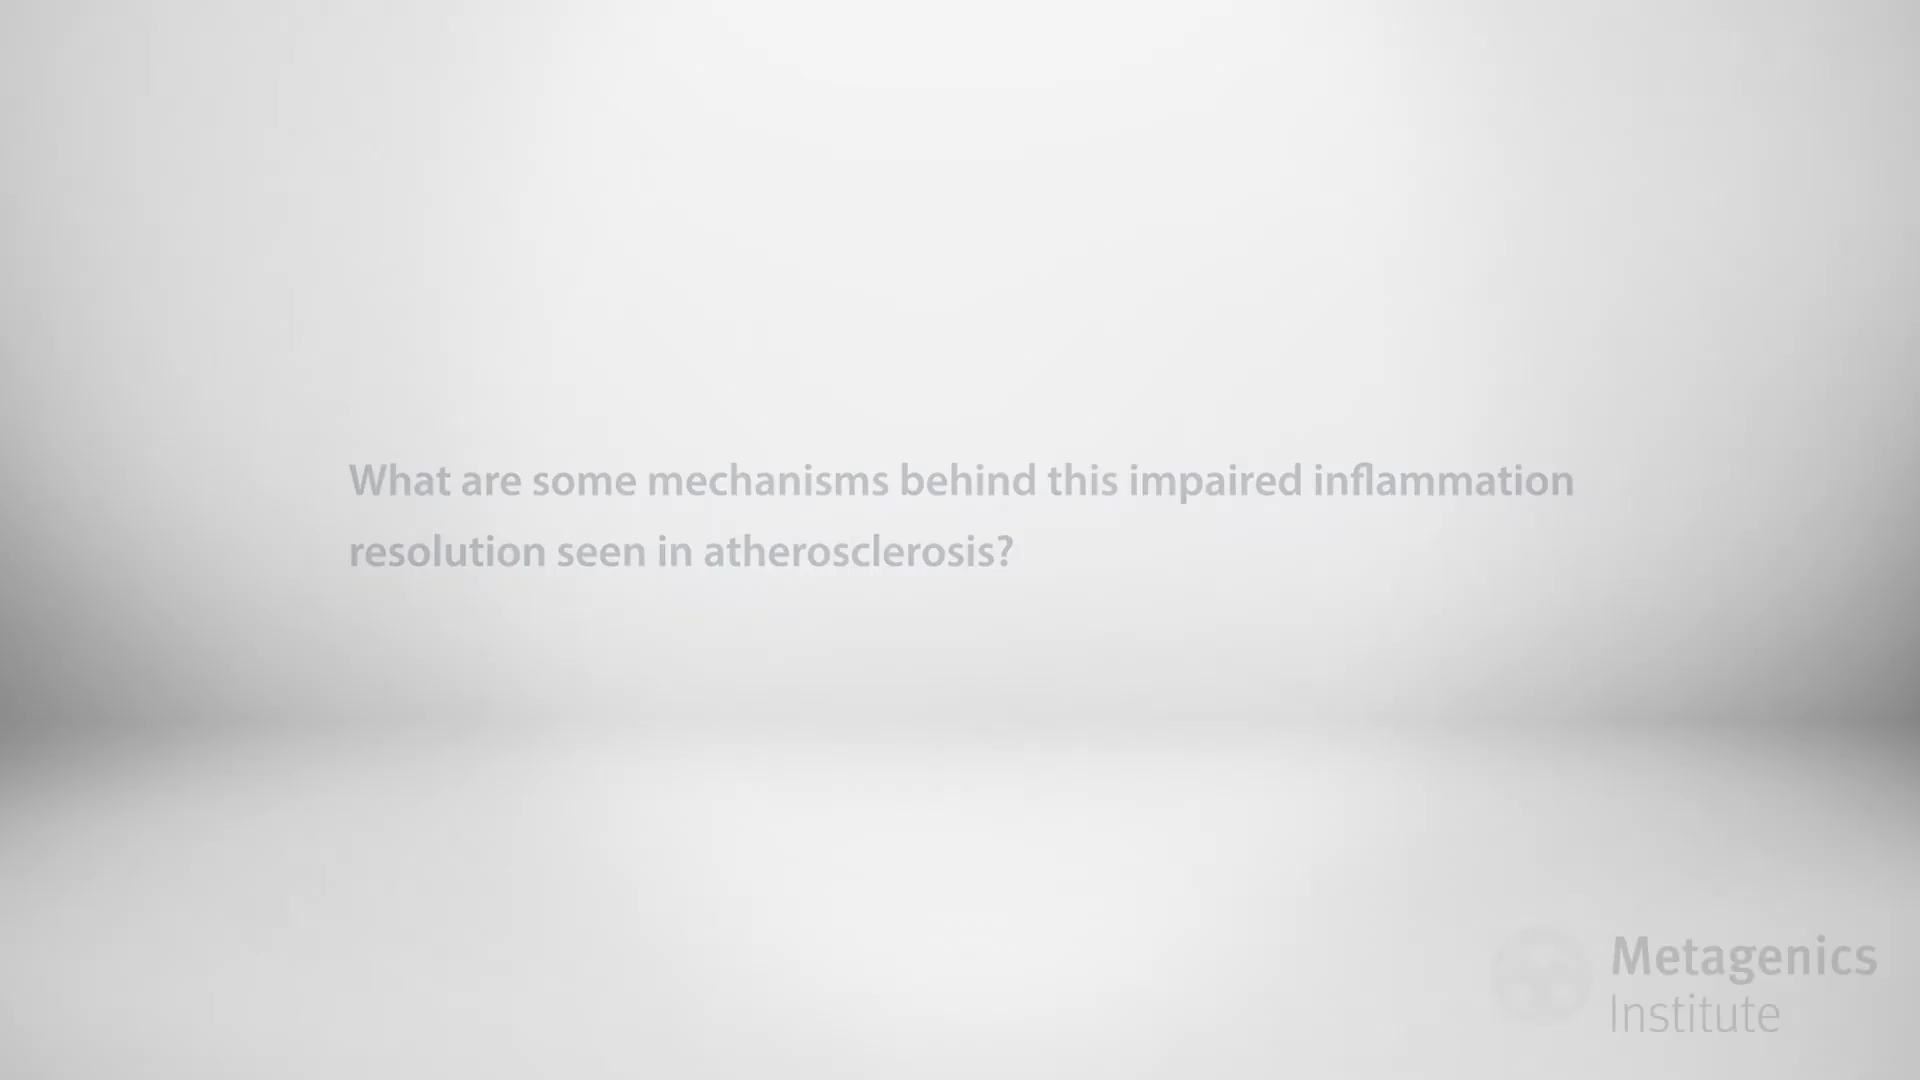 What are some mechanisms behind this impaired inflammation
resolution seen in atherosclerosis?
Metagenics
Institute